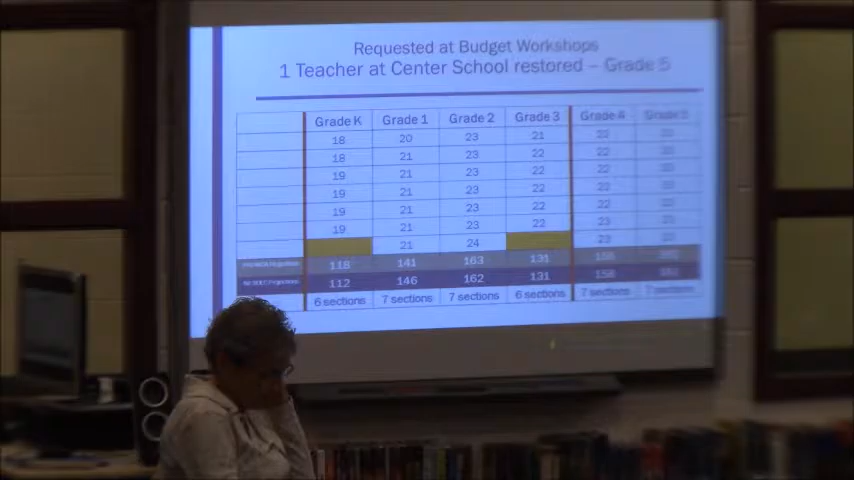 Requested at Budget Workshops
1 Teacher at Center School restored – Grade 5
Grade K Grade 1 Grade 2 Grade 3 Grade 4
18 20 23 21 22
18 21 23 22 22
19 21 23 22 22
19 21 23 22 22
19 21 23 22 22
19 21 23 22 23
21 24 23
118 141 163 131
112 146 162 131 158
6 sections 7 sections 7 sections 6 sections 7 sections 7 sections